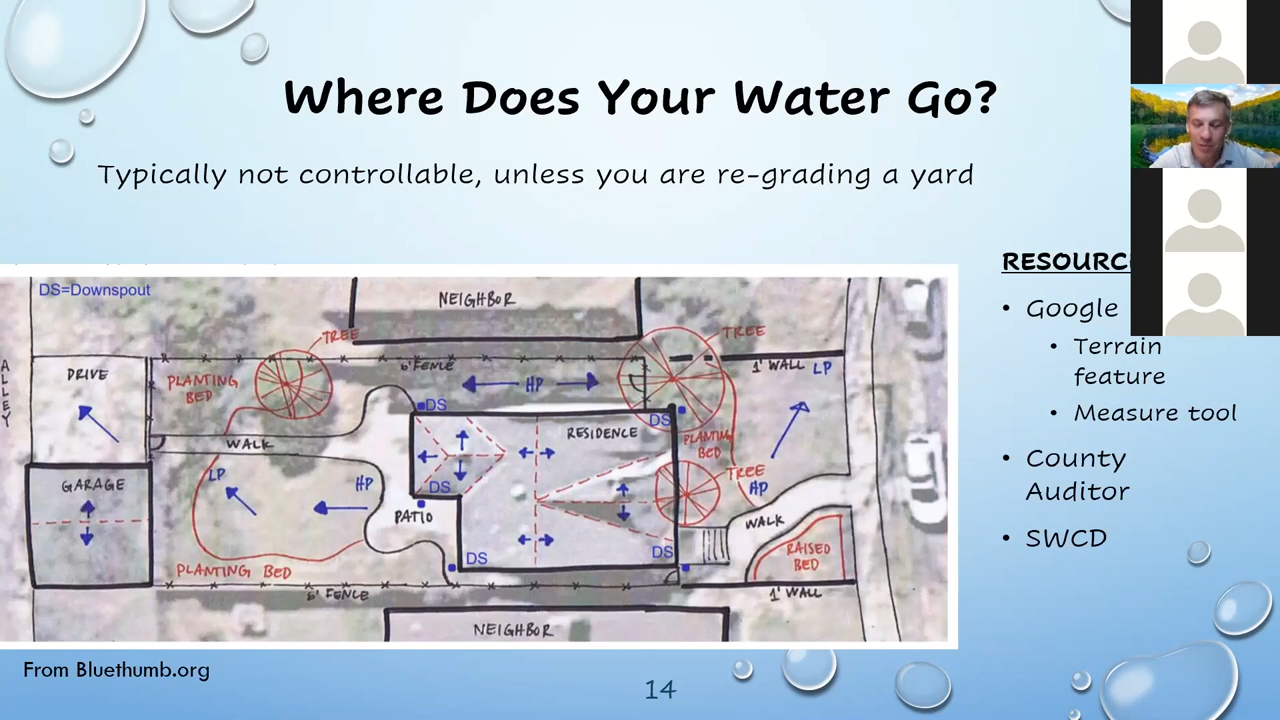 Where Does Your Water Go?
Typically not controllable, unless you are re-grading a yard
DS=Downspout
NEIGHBOR
TREE
TREE
6' FENCE
1' WALL
LP
ALLEY
DRIVE
PLANTING
BED
HP
DS
DS
RESIDENCE
PLANTING
BED
WALK
GARAGE
LP
HP
DS
PATIO
TREE
HP
WALK
DS
DS
RAISED
BED
PLANTING BED
6' FENCE
1' WALL
NEIGHBOR
RESOURC
• Google
• Terrain
feature
• Measure tool
• County
Auditor
• SWCD
From Bluethumb.org
14